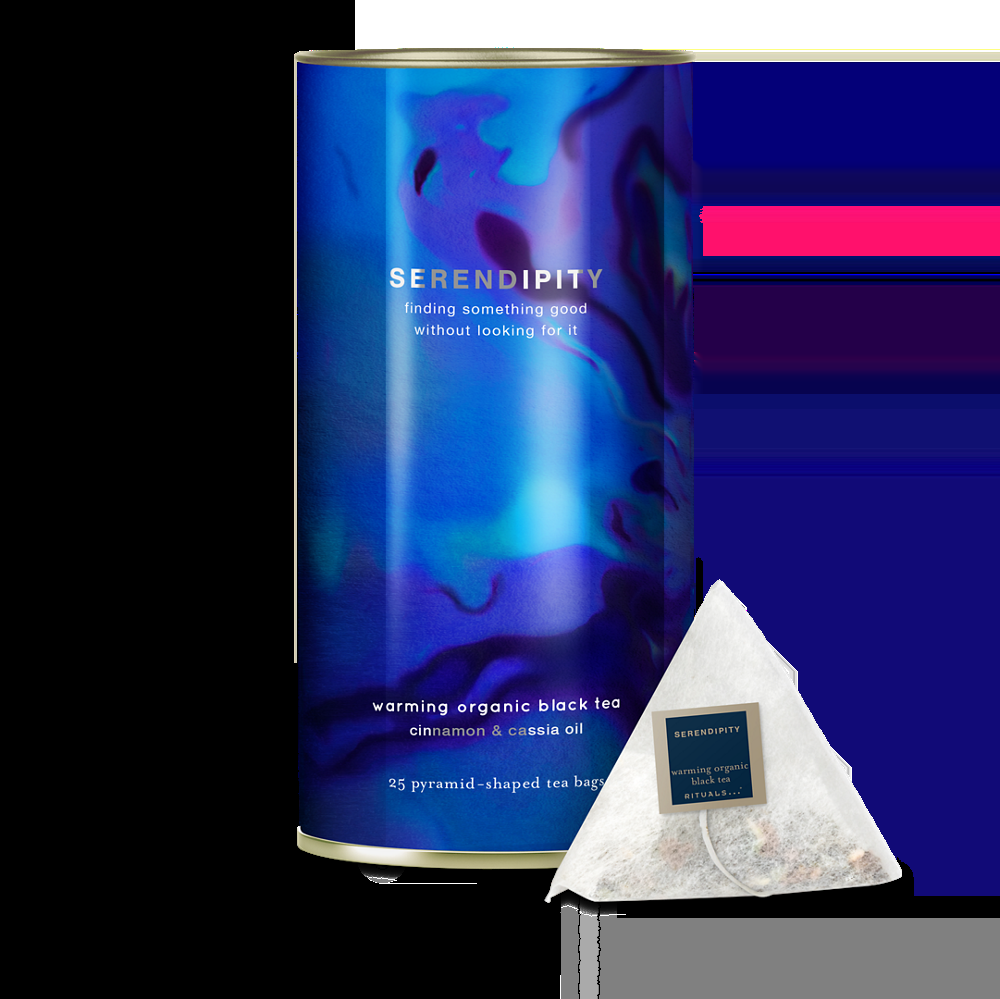 SERENDIPITY
finding something good
without looking for it
warming organic black tea
cinnamon & cassia oil
25 pyramid-shaped tea bags
SERENDIPITY
warming organic
black tea
RITUALS...